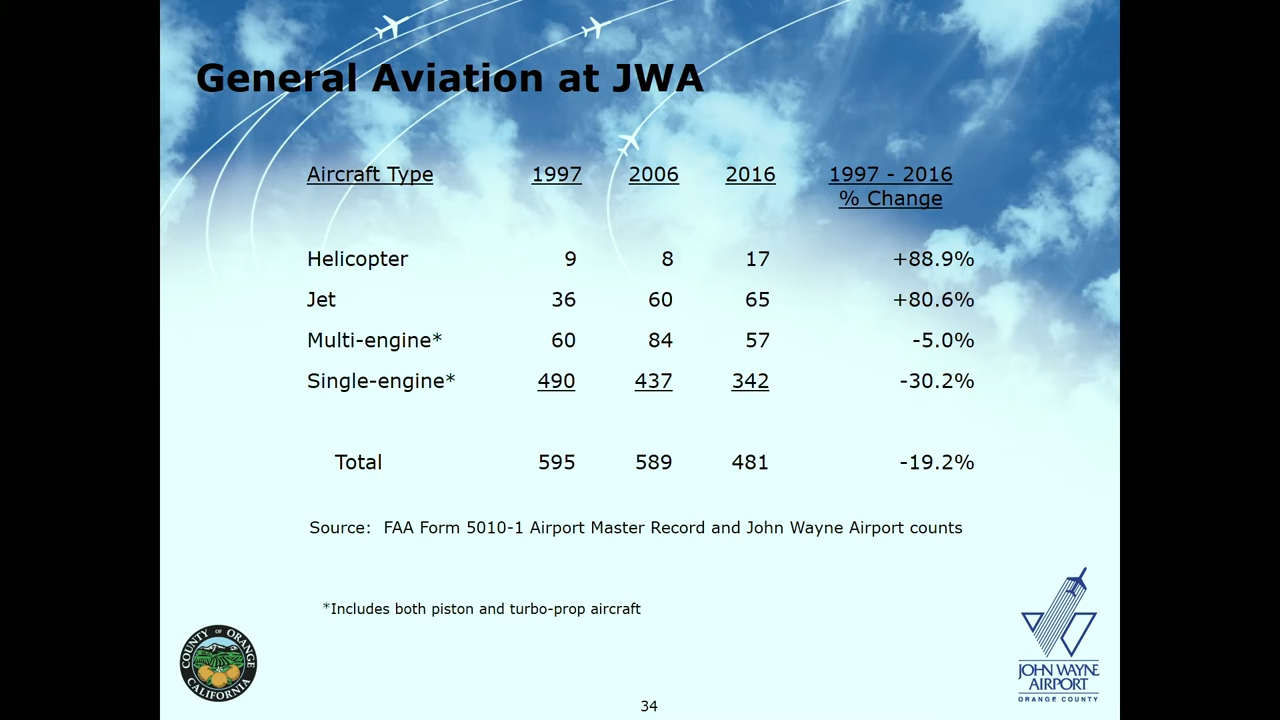 General Aviation at JWA
Aircraft Type 1997 2006 2016 1997 - 2016
% Change
Helicopter 9 8 17 +88.9%
Jet 36 60 65 +80.6%
Multi-engine* 60 84 57 -5.0%
Single-engine* 490 437 342 -30.2%
Total 595 589 481 -19.2%
Source: FAA Form 5010-1 Airport Master Record and John Wayne Airport counts
*Includes both piston and turbo-prop aircraft
COUNTY OF ORANGE
CALIFORNIA
JOHN WAYNE
AIRPORT
ORANGE COUNTY
34